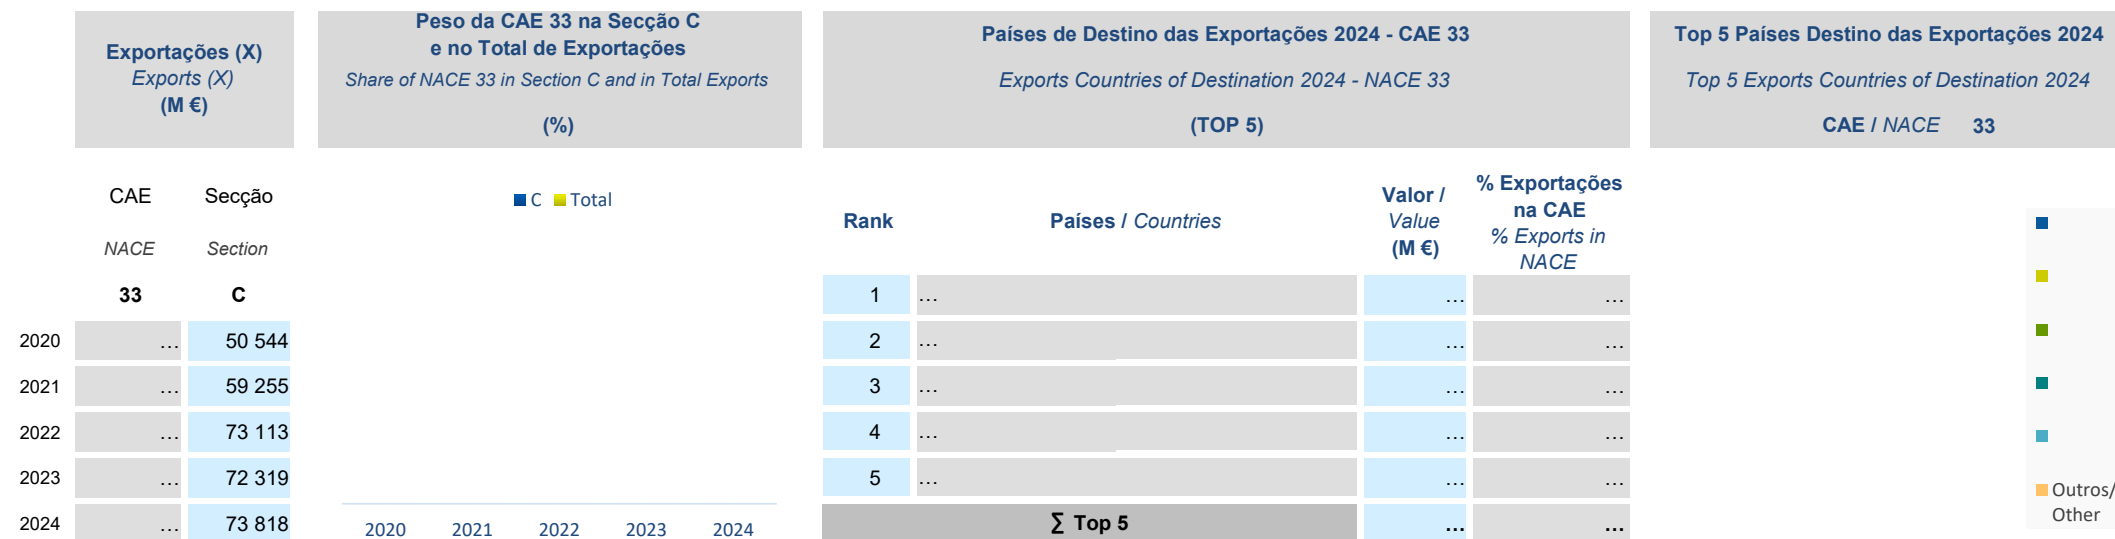 Exportações (X)
Exports (X)
(M €)
Peso da CAE 33 na Secção C
e no Total de Exportações
Share of NACE 33 in Section C and in Total Exports
(%)
Países de Destino das Exportações 2024 - CAE 33
Exports Countries of Destination 2024 - NACE 33
(TOP 5)
Top 5 Países Destino das Exportações 2024
Top 5 Exports Countries of Destination 2024
CAE / NACE 33
CAE Secção
NACE Section
33 C
2020 … 50 544
2021 … 59 255
2022 … 73 113
2023 … 72 319
2024 … 73 818
C Total
2020 2021 2022 2023 2024
Rank
Países / Countries
Valor /
Value
(M €)
% Exportações
na CAE
% Exports in
NACE
1 … … …
2 … … …
3 … … …
4 … … …
5 … … …
∑ Top 5 … …
Outros/
Other